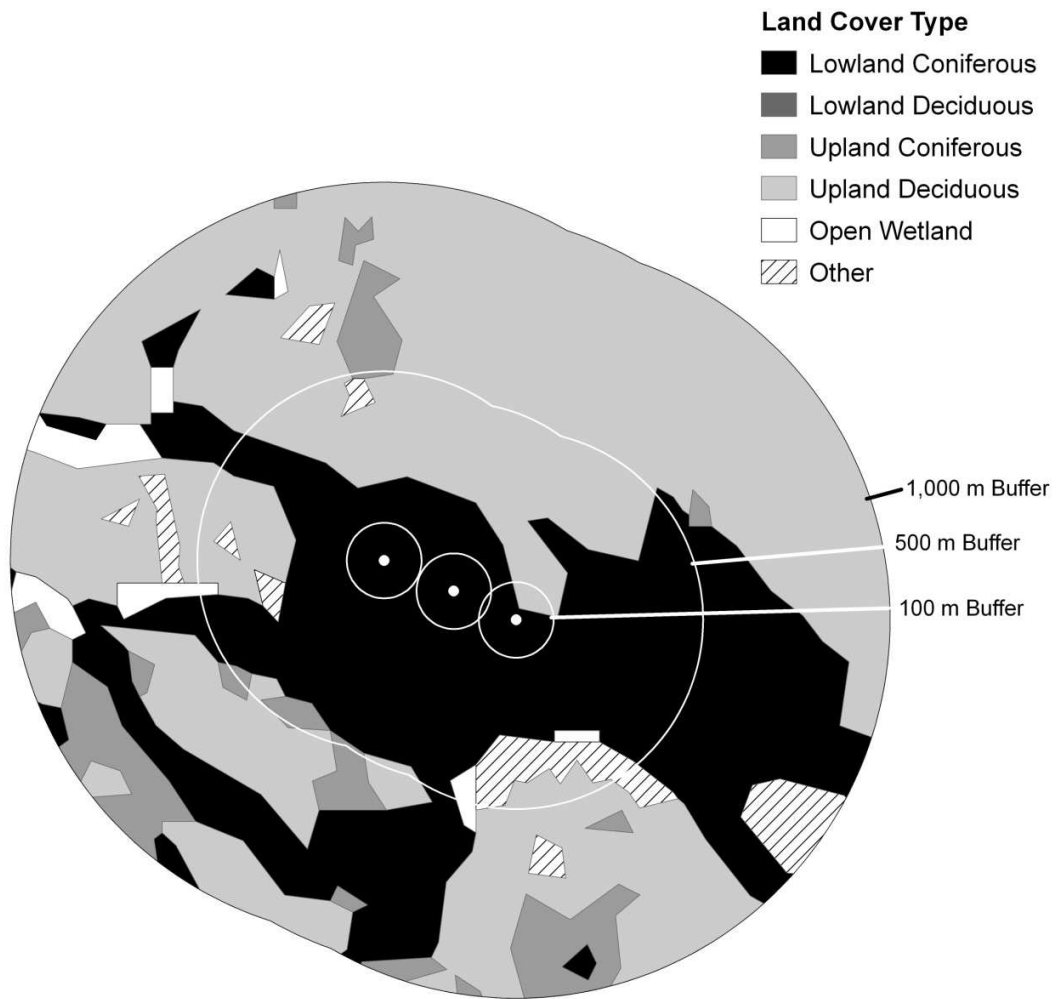 Land Cover Type
Lowland Coniferous
Lowland Deciduous
Upland Coniferous
Upland Deciduous
Open Wetland
Other
1,000 m Buffer
500 m Buffer
100 m Buffer